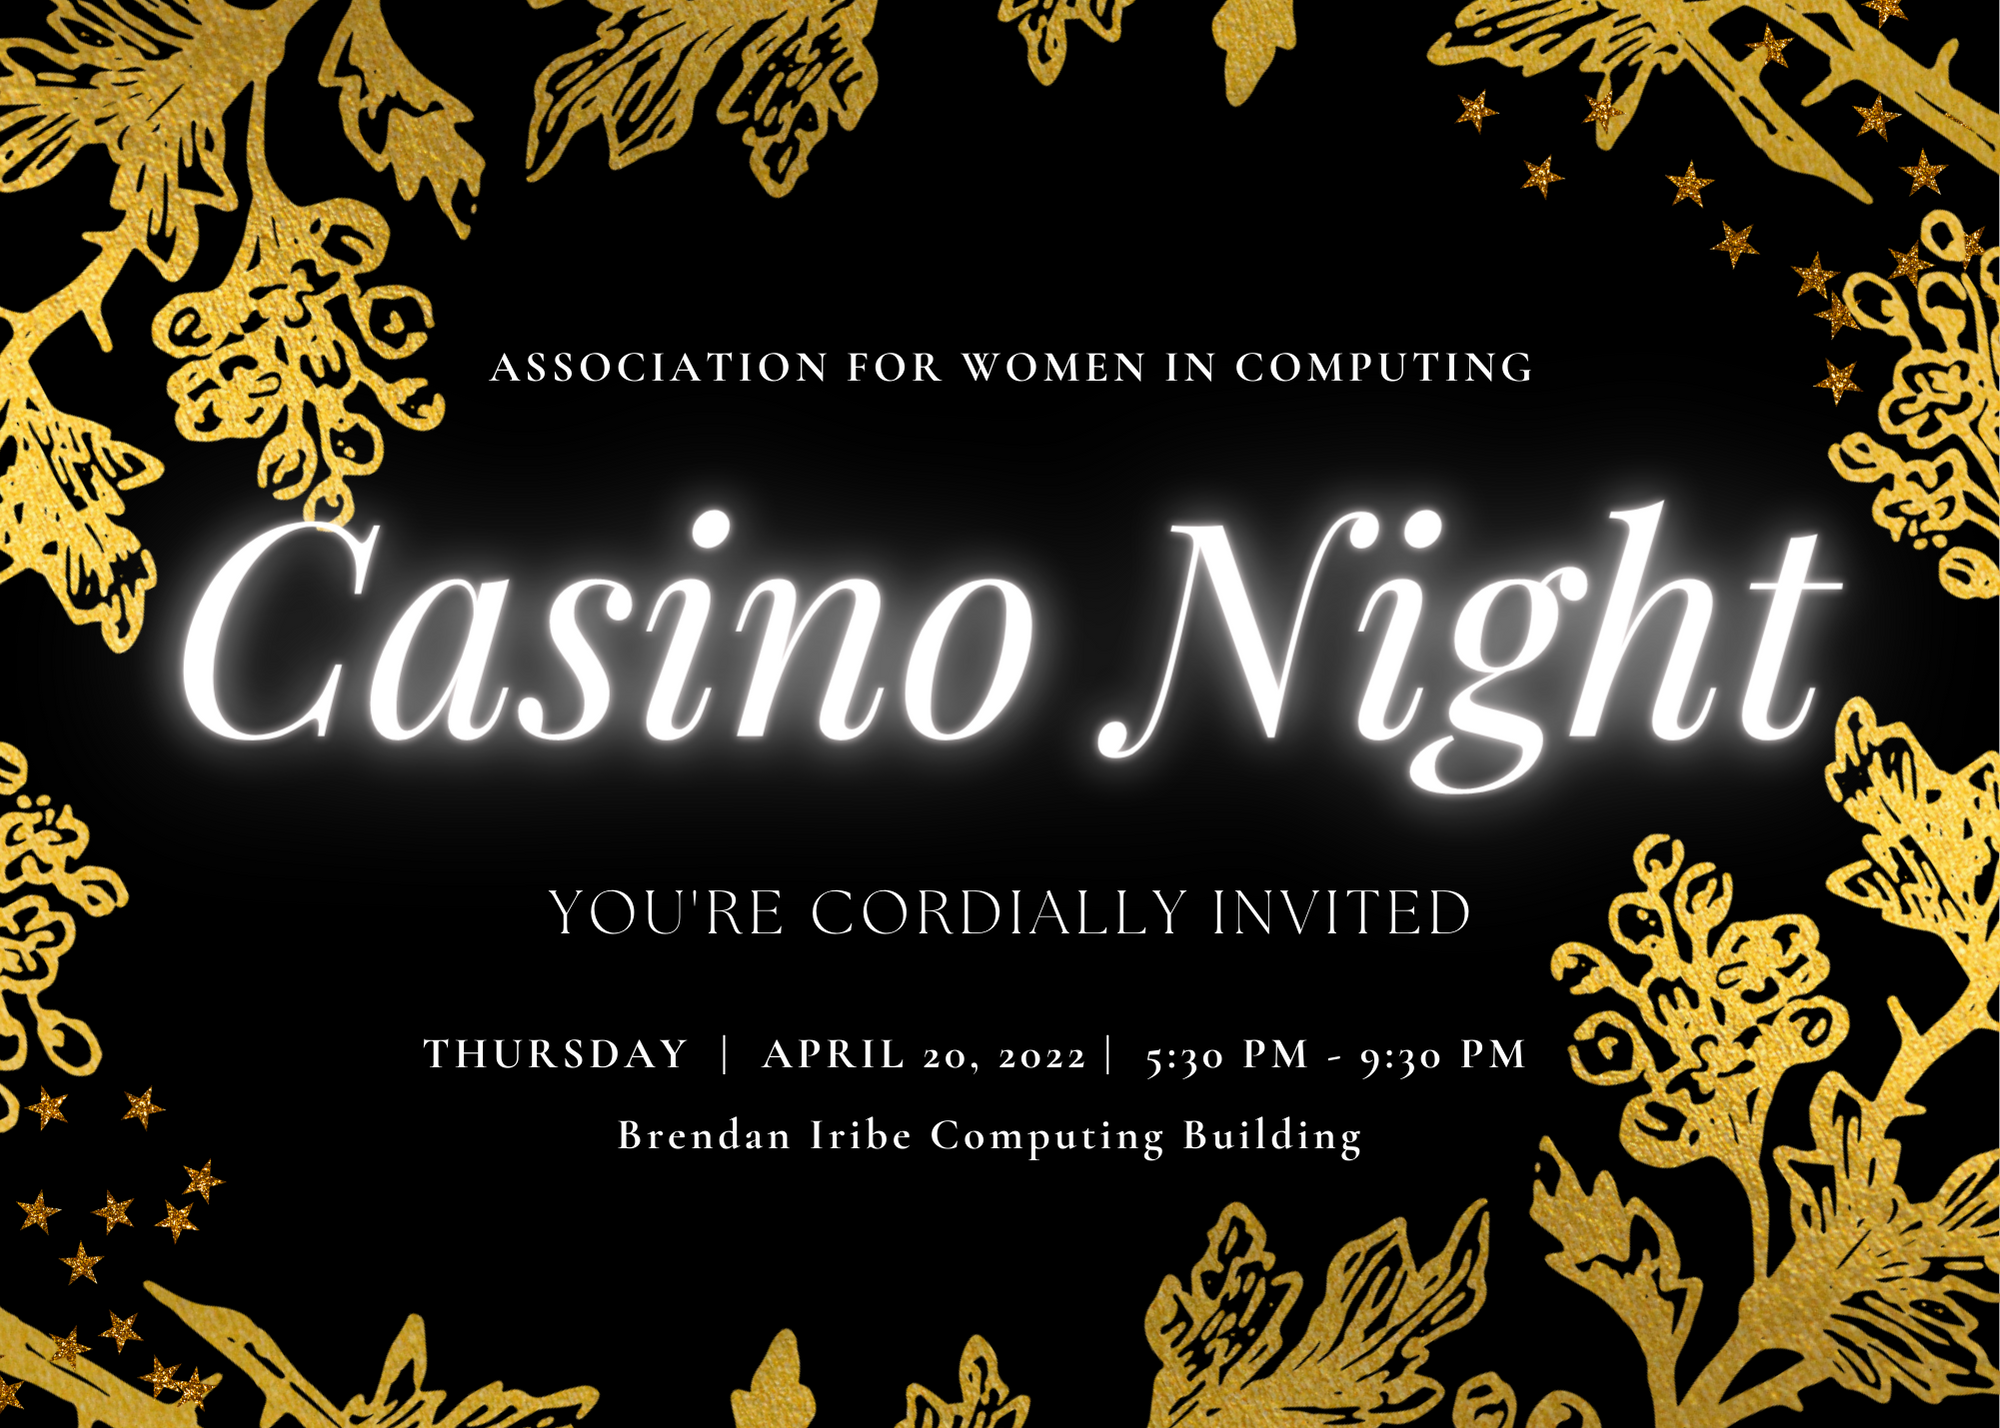 ASSOCIATION FOR WOMEN IN COMPUTING
Casino Night
YOU'RE CORDIALLY INVITED
THURSDAY | APRIL 20, 2022 | 5:30 PM - 9:30 PM
Brendan Iribe Computing Building